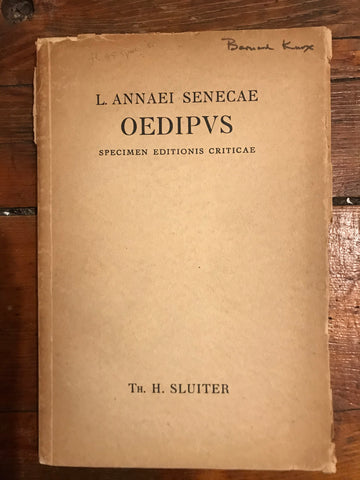 Bernard Knox
L. ANNAEI SENECAE
OEDIPVS
SPECIMEN EDITIONIS CRITICAE
TH. H. SLUITER